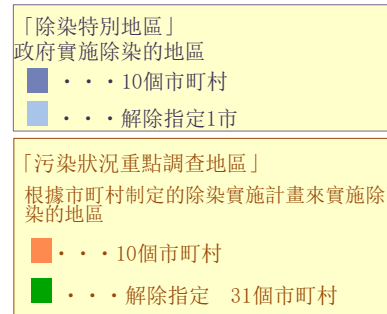 「除染特別地區」
政府實施除染的地區
・・・10個市町村
・・・解除指定1市
「污染狀況重點調查地區」
根據市町村制定的除染實施計畫來實施除
染的地區
・・・10個市町村
・・・解除指定　31個市町村